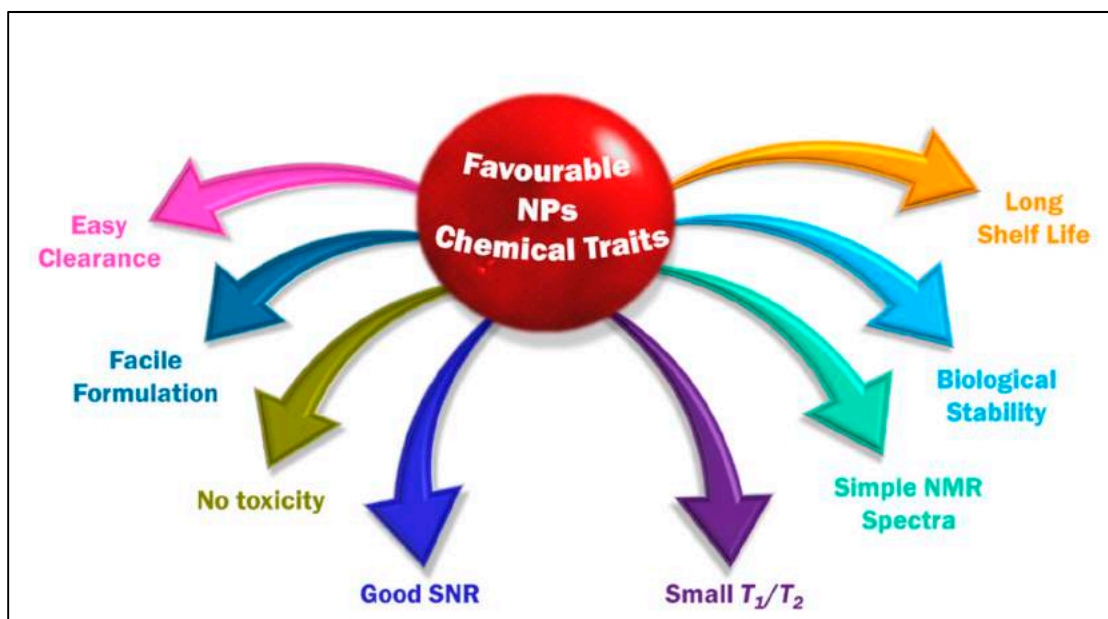 Favourable
NPs
Chemical Traits
Easy
Clearance
Facile
Formulation
No toxicity
Good SNR
Small T₁/T₂
Simple NMR
Spectra
Biological
Stability
Long
Shelf Life